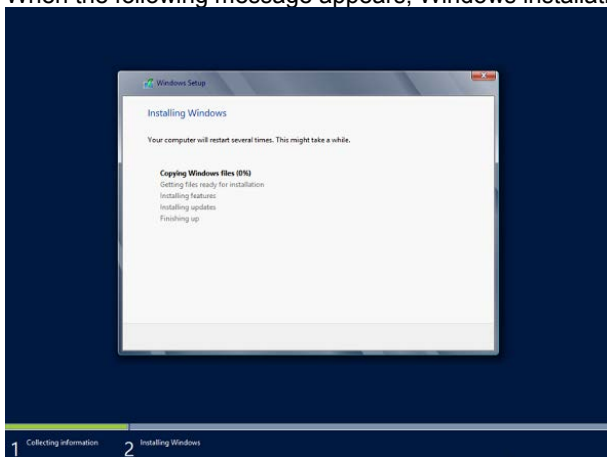 When the following message appears, Windows installati
Windows Setup
Installing Windows
Your computer will restart several times. This might take a while.
Copying Windows files (0%)
Getting files ready for installation
Installing features
Installing updates
Finishing up
1 Collecting information 2 Installing Windows